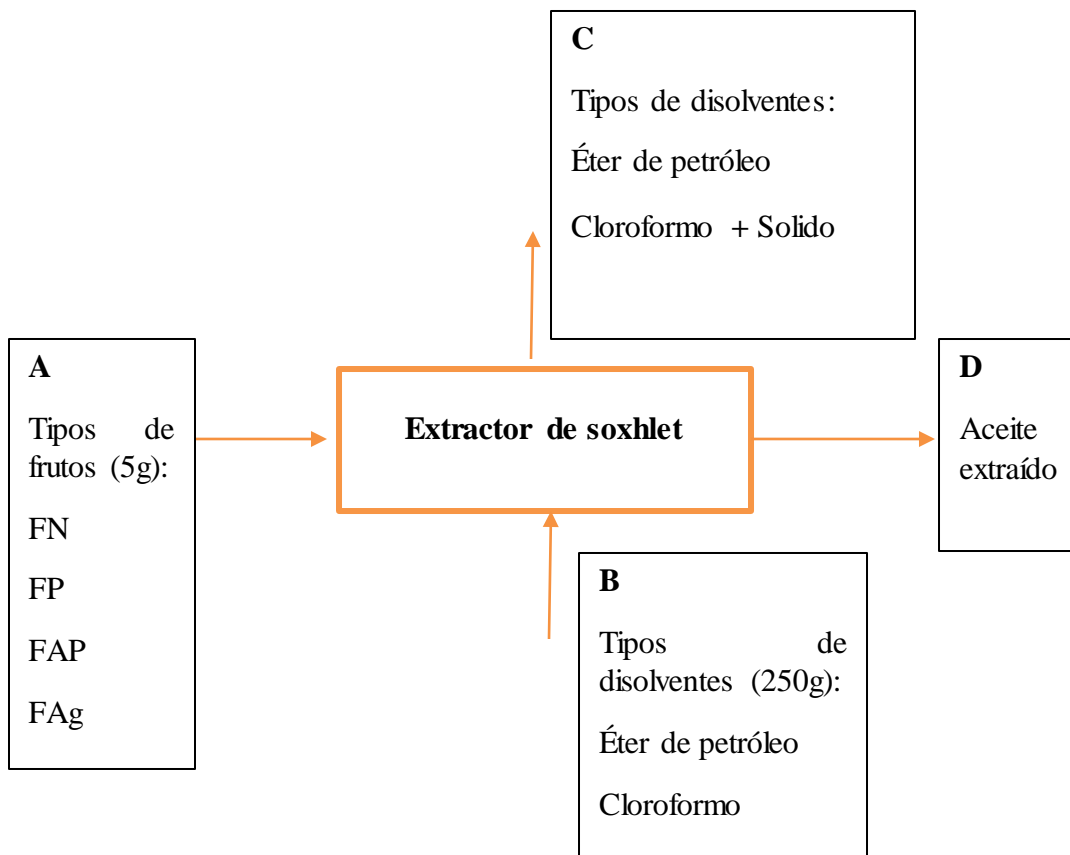 C
Tipos de disolventes:
Éter de petróleo
Cloroformo + Solido
A
Tipos de
frutos (5g):
FN
FP
FAP
FAg
Extractor de soxhlet
D
Aceite
extraído
B
Tipos de
disolventes (250g):
Éter de petróleo
Cloroformo